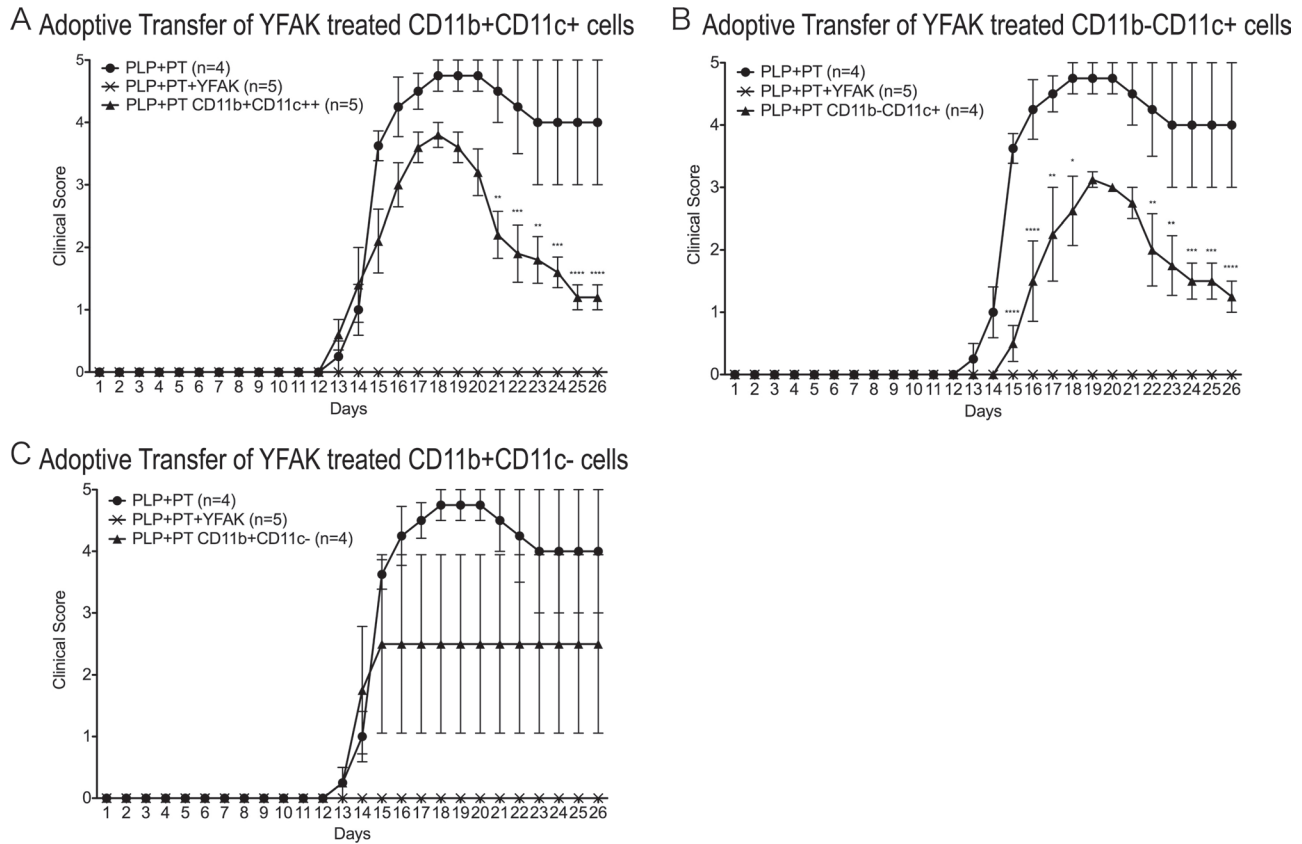 A Adoptive Transfer of YFAK treated CD11b+CD11c+ cells
PLP+PT (n=4)
PLP+PT+YFAK (n=5)
PLP+PT CD11b+CD11c++ (n=5)
Clinical Score
5
4
3
2
1
0
** *** ** *** **** ****
1 2 3 4 5 6 7 8 9 10 11 12 13 14 15 16 17 18 19 20 21 22 23 24 25 26
Days
B Adoptive Transfer of YFAK treated CD11b-CD11c+ cells
PLP+PT (n=4)
PLP+PT+YFAK (n=5)
PLP+PT CD11b-CD11c+ (n=4)
Clinical Score
5
4
3
2
1
0
**** **** ** * ** ** *** *** ****
1 2 3 4 5 6 7 8 9 10 11 12 13 14 15 16 17 18 19 20 21 22 23 24 25 26
Days
C Adoptive Transfer of YFAK treated CD11b+CD11c- cells
PLP+PT (n=4)
PLP+PT+YFAK (n=5)
PLP+PT CD11b+CD11c- (n=4)
Clinical Score
5
4
3
2
1
0
1 2 3 4 5 6 7 8 9 10 11 12 13 14 15 16 17 18 19 20 21 22 23 24 25 26
Days